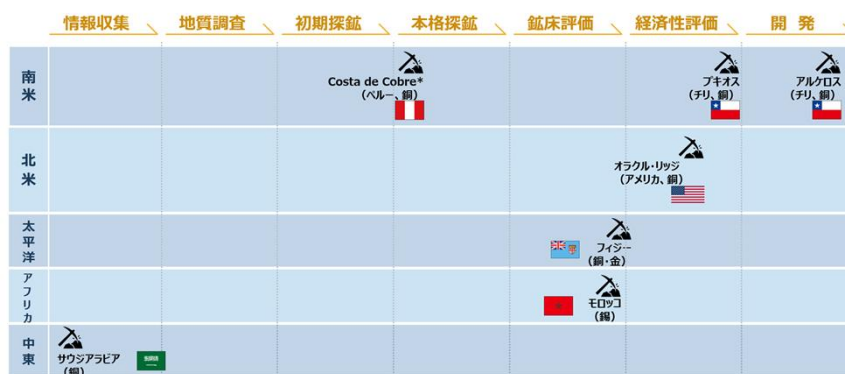 情報収集 地質調査 初期探鉱 本格探鉱 鉱床評価 経済性評価 開発
南米
Costa de Cobre*
（ペルー、銅）
プキオス
（チリ、銅）
アルケロス
（チリ、銅）
北米
オラクル・リッジ
（アメリカ、銅）
太平洋
フィジー
（銅・金）
アフリカ
モロッコ
（錫）
中東
サウジアラビア
（銅）